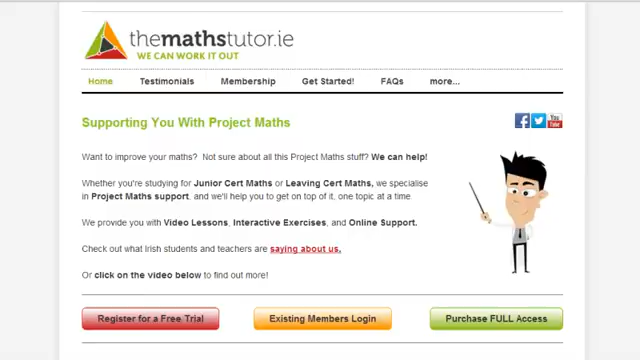 themathstutor.ie
WE CAN WORK IT OUT
Home Testimonials Membership Get Started! FAQs more...
Supporting You With Project Maths
You Tube
Want to improve your maths? Not sure about all this Project Maths stuff? We can help!
Whether you're studying for Junior Cert Maths or Leaving Cert Maths, we specialise
in Project Maths support, and we'll help you to get on top of it, one topic at a time
We provide you with Video Lessons, Interactive Exercises, and Online Support.
Check out what Irish students and teachers are saying about us.
Or click on the video below to find out more!
Register for a Free Trial Existing Members Login Purchase FULL Access